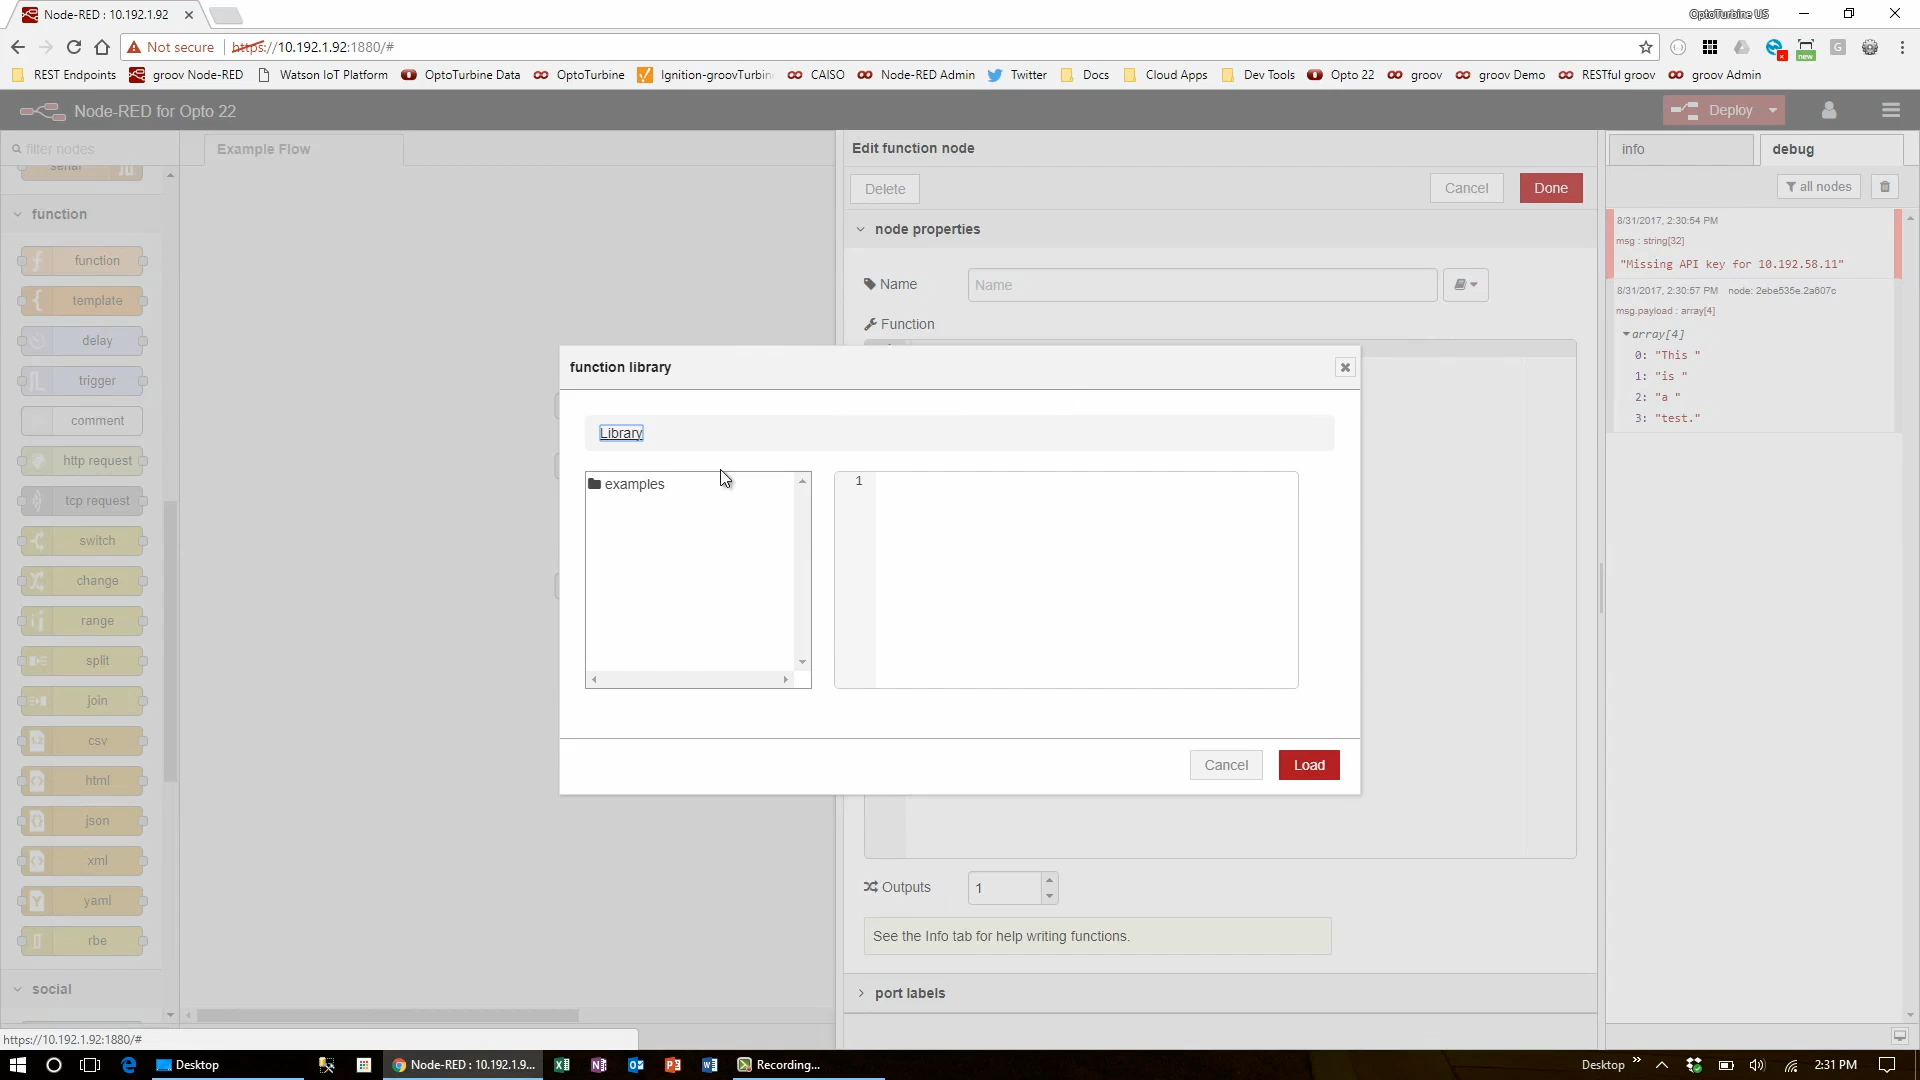 Node-RED : 10.192.1.92
OptoTurbine US
Not secure https://10.192.1.92:1880/#
REST Endpoints groov Node-RED Watson IoT Platform OptoTurbine Data OptoTurbine Ignition-groovTurbin CAISO Node-RED Admin Twitter Docs Cloud Apps Dev Tools Opto 22 groov groov Demo RESTful groov groov Admin
new
Node-RED for Opto 22
Deploy
filter nodes
Example Flow
Edit function node
info
debug
serial
Delete
Cancel
Done
all nodes
function
node properties
8/31/2017, 2:30:54 PM
msg : string[32]
"Missing API key for 10.192.58.11"
function
Name
Name
8/31/2017, 2:30:57 PM node: 2ebe535e.2a607c
msg.payload : array[4]
template
Function
array[4]
delay
0: "This "
function library
1: "is "
trigger
2: "a "
comment
3: "test."
Library
http request
examples
1
tcp request
switch
change
range
split
join
csv
Cancel
Load
html
json
xml
Outputs
1
yaml
See the Info tab for help writing functions.
rbe
social
port labels
https://10.192.1.92:1880/#
Desktop
Node-RED : 10.192.1.9...
Recording...
Desktop
2:31 PM